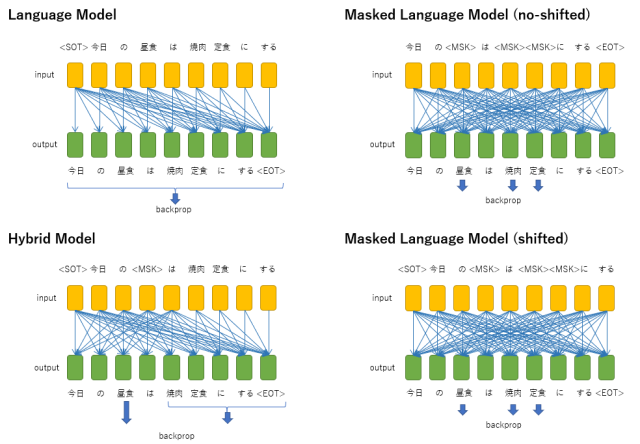 Language Model
<SOT> 今日 の 昼食 は 焼肉 定食 に する
input
output
今日 の 昼食 は 焼肉 定食 に する <EOT>
backprop
Masked Language Model (no-shifted)
今日 の <MSK> は <MSK> <MSK> に する <EOT>
input
output
今日 の 昼食 は 焼肉 定食 に する <EOT>
backprop
Hybrid Model
<SOT> 今日 の <MSK> は 焼肉 定食 に する
input
output
今日 の 昼食 は 焼肉 定食 に する <EOT>
backprop
Masked Language Model (shifted)
<SOT> 今日 の <MSK> は <MSK> <MSK> に する
input
output
今日 の 昼食 は 焼肉 定食 に する <EOT>
backprop